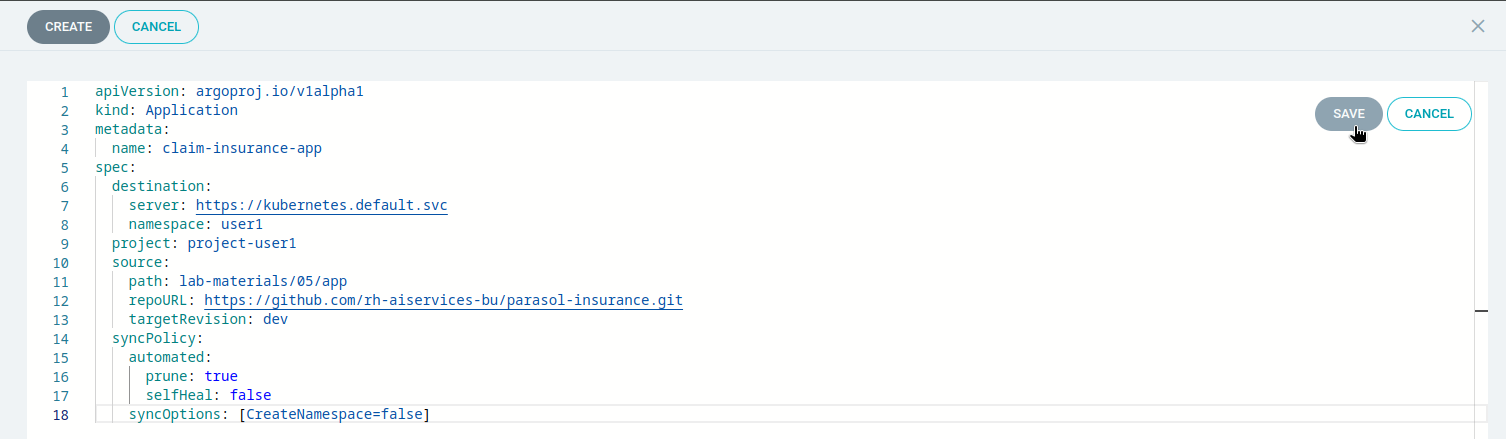 CREATE CANCEL
1 apiVersion: argoproj.io/v1alpha1
2 kind: Application
SAVE CANCEL
3 metadata:
4   name: claim-insurance-app
5 spec:
6   destination:
7     server: https://kubernetes.default.svc
8     namespace: user1
9   project: project-user1
10   source:
11     path: lab-materials/05/app
12     repoURL: https://github.com/rh-aiservices-bu/parasol-insurance.git
13     targetRevision: dev
14   syncPolicy:
15     automated:
16       prune: true
17       selfHeal: false
18     syncOptions: [CreateNamespace=false]